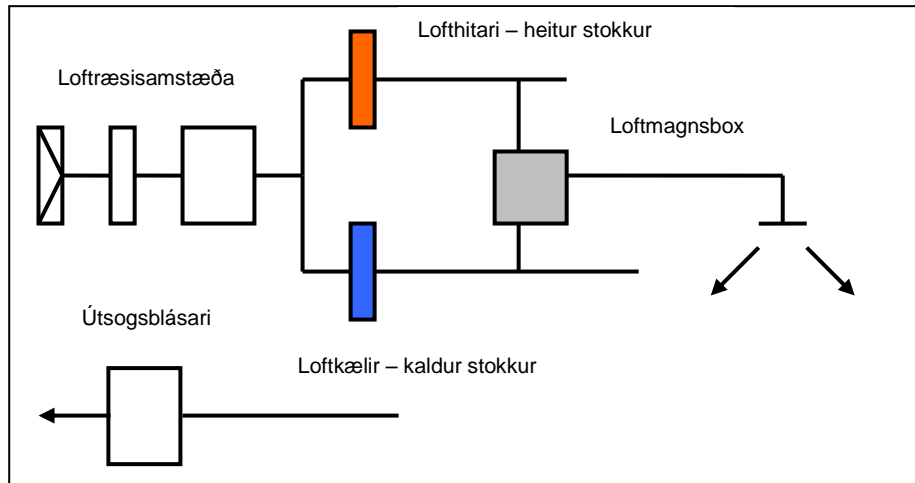 Lofthitari – heitur stokkur
Loftræsisamstæða
Loftmagnsbox
Útsogsblásari
Loftkælir – kaldur stokkur